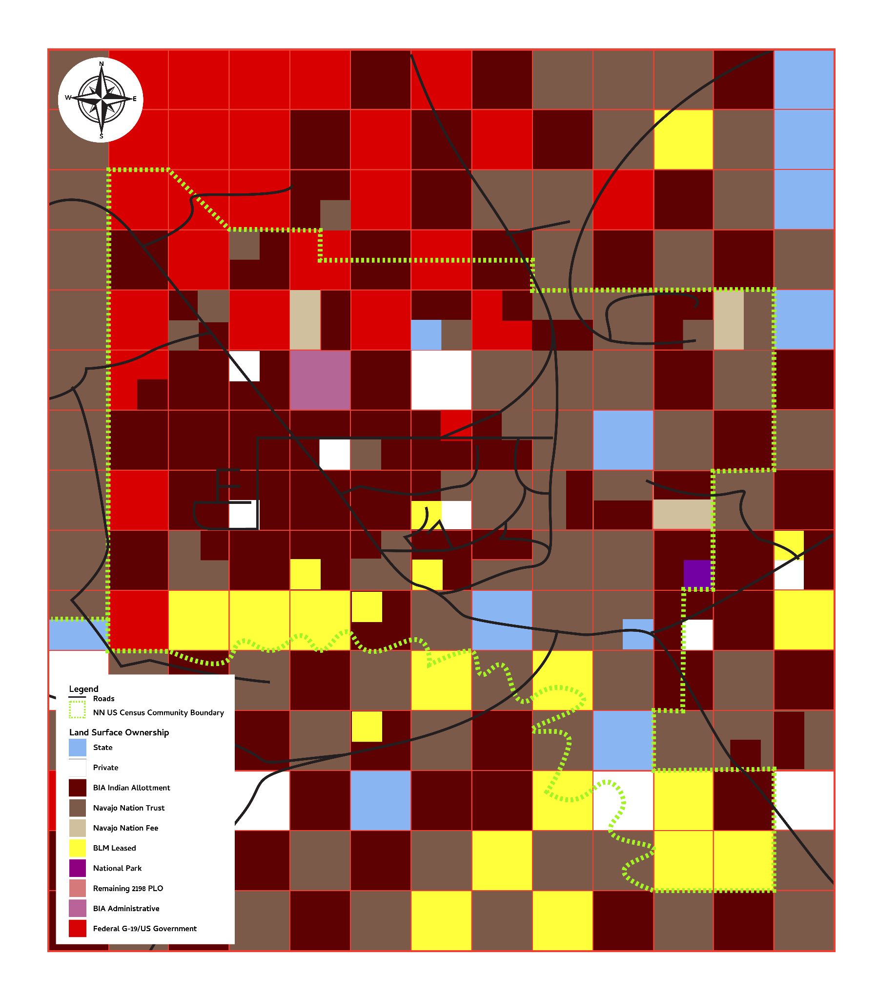 N
W
E
S
Legend
Roads
NN US Census Community Boundary
Land Surface Ownership
State
Private
BIA Indian Allottment
Navajo Nation Trust
Navajo Nation Fee
BLM Leased
National Park
Remaining 2198 PLO
BIA Administrative
Federal G-19/US Government